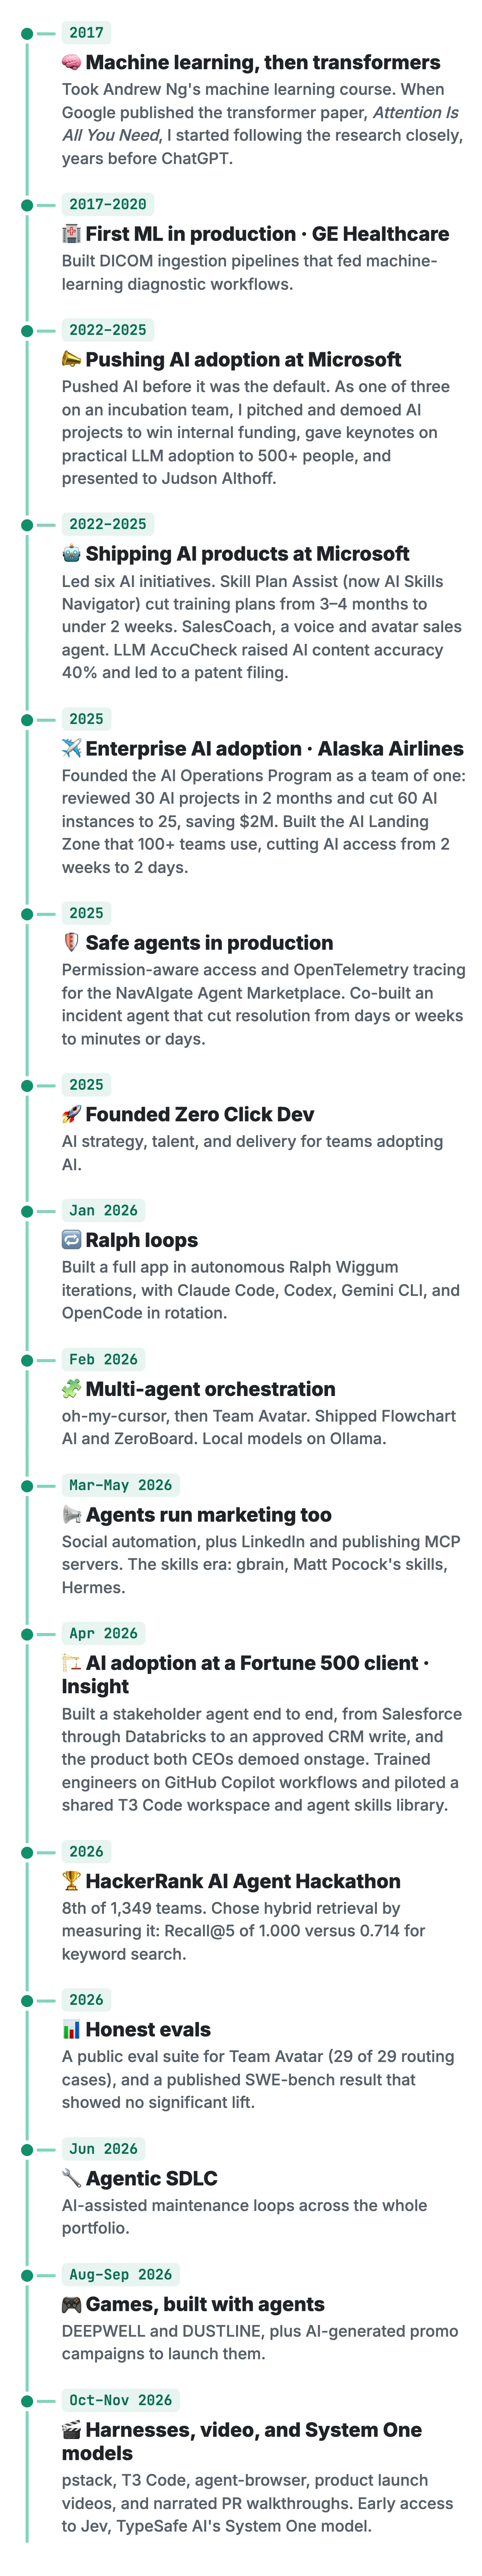 2017
Machine learning, then transformers
Took Andrew Ng's machine learning course. When
Google published the transformer paper, Attention Is
All You Need, I started following the research closely,
years before ChatGPT.
2017–2020
First ML in production · GE Healthcare
Built DICOM ingestion pipelines that fed machine-
learning diagnostic workflows.
2022–2025
Pushing AI adoption at Microsoft
Pushed AI before it was the default. As one of three
on an incubation team, I pitched and demoed AI
projects to win internal funding, gave keynotes on
practical LLM adoption to 500+ people, and
presented to Judson Althoff.
2022–2025
Shipping AI products at Microsoft
Led six AI initiatives. Skill Plan Assist (now AI Skills
Navigator) cut training plans from 3–4 months to
under 2 weeks. SalesCoach, a voice and avatar sales
agent. LLM AccuCheck raised AI content accuracy
40% and led to a patent filing.
2025
Enterprise AI adoption · Alaska Airlines
Founded the AI Operations Program as a team of one:
reviewed 30 AI projects in 2 months and cut 60 AI
instances to 25, saving $2M. Built the AI Landing
Zone that 100+ teams use, cutting AI access from 2
weeks to 2 days.
2025
Safe agents in production
Permission-aware access and OpenTelemetry tracing
for the NavAIgate Agent Marketplace. Co-built an
incident agent that cut resolution from days or weeks
to minutes or days.
2025
Founded Zero Click Dev
AI strategy, talent, and delivery for teams adopting
AI.
Jan 2026
Ralph loops
Built a full app in autonomous Ralph Wiggum
iterations, with Claude Code, Codex, Gemini CLI, and
OpenCode in rotation.
Feb 2026
Multi-agent orchestration
oh-my-cursor, then Team Avatar. Shipped Flowchart
AI and ZeroBoard. Local models on Ollama.
Mar–May 2026
Agents run marketing too
Social automation, plus LinkedIn and publishing MCP
servers. The skills era: gbrain, Matt Pocock's skills,
Hermes.
Apr 2026
AI adoption at a Fortune 500 client ·
Insight
Built a stakeholder agent end to end, from Salesforce
through Databricks to an approved CRM write, and
the product both CEOs demoed onstage. Trained
engineers on GitHub Copilot workflows and piloted a
shared T3 Code workspace and agent skills library.
2026
HackerRank AI Agent Hackathon
8th of 1,349 teams. Chose hybrid retrieval by
measuring it: Recall@5 of 1.000 versus 0.714 for
keyword search.
2026
Honest evals
A public eval suite for Team Avatar (29 of 29 routing
cases), and a published SWE-bench result that
showed no significant lift.
Jun 2026
Agentic SDLC
AI-assisted maintenance loops across the whole
portfolio.
Aug–Sep 2026
Games, built with agents
DEEPWELL and DUSTLINE, plus AI-generated promo
campaigns to launch them.
Oct–Nov 2026
Harnesses, video, and System One
models
pstack, T3 Code, agent-browser, product launch
videos, and narrated PR walkthroughs. Early access
to Jev, TypeSafe AI's System One model.